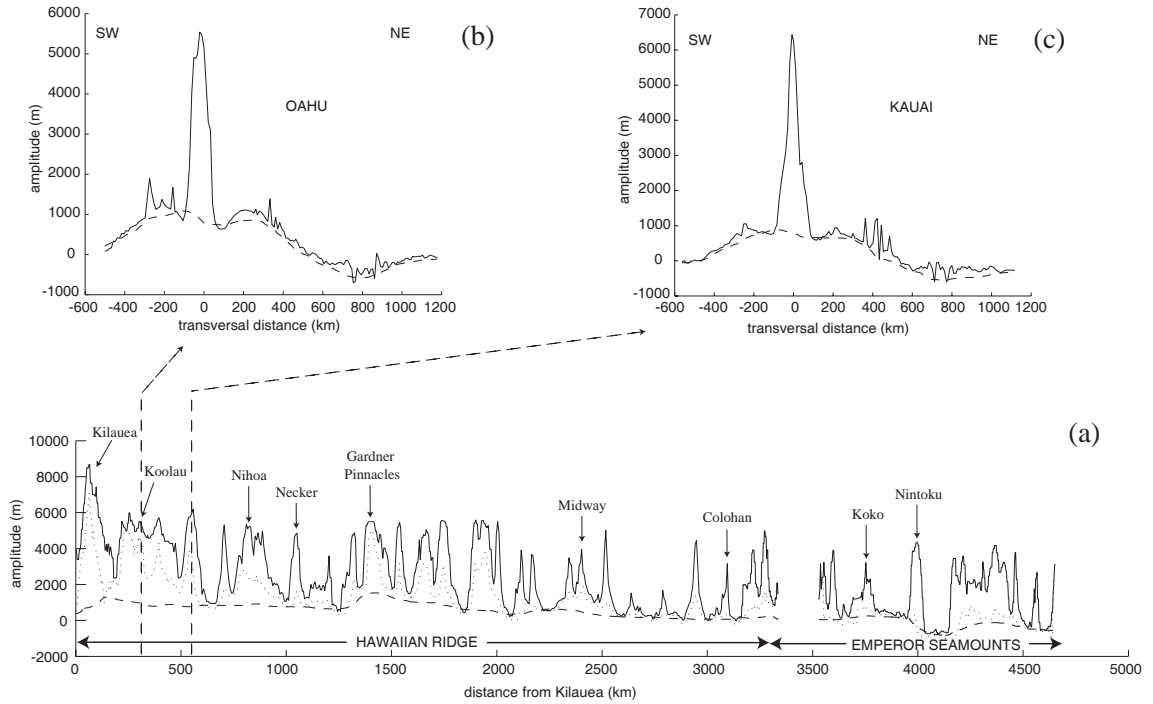 6000
5000
4000
3000
2000
1000
0
-1000
SW
NE
(b)
OAHU
amplitude (m)
-600 -400 -200 0 200 400 600 800 1000 1200
transversal distance (km)
7000
6000
5000
4000
3000
2000
1000
0
-1000
SW
NE
(c)
KAUAI
amplitude (m)
-600 -400 -200 0 200 400 600 800 1000 1200
transversal distance (km)
(a)
10000
8000
6000
4000
2000
0
-2000
amplitude (m)
Kilauea
Koolau
Nihoa
Necker
Gardner
Pinnacles
Midway
Colohan
Koko
Nintoku
HAWAIIAN RIDGE
EMPEROR SEAMOUNTS
0 500 1000 1500 2000 2500 3000 3500 4000 4500 5000
distance from Kilauea (km)